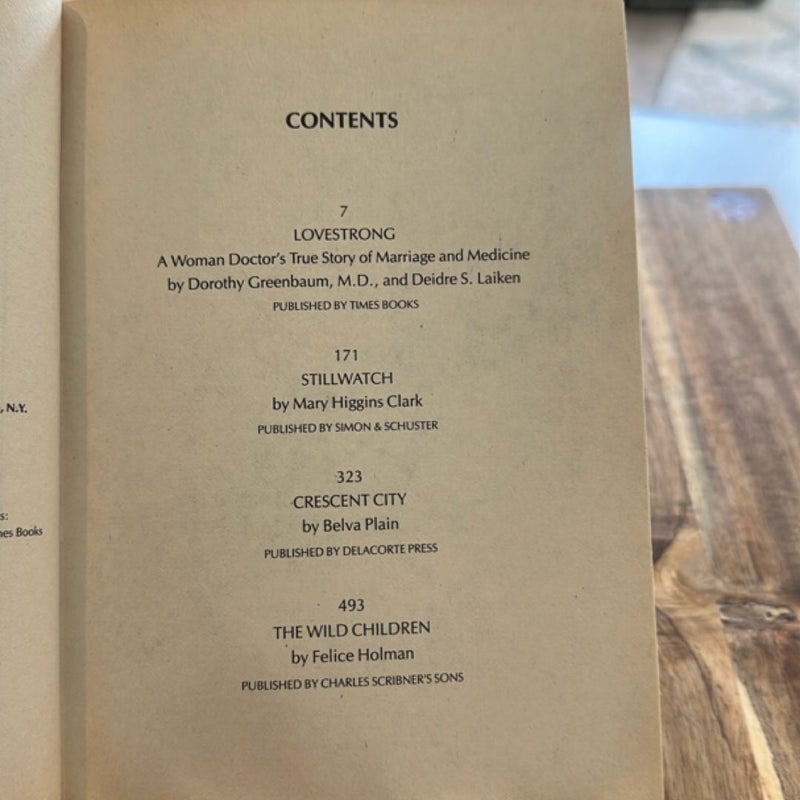 CONTENTS
7
LOVESTRONG
A Woman Doctor's True Story of Marriage and Medicine
by Dorothy Greenbaum, M.D., and Deidre S. Laiken
PUBLISHED BY TIMES BOOKS
171
STILLWATCH
by Mary Higgins Clark
PUBLISHED BY SIMON & SCHUSTER
323
CRESCENT CITY
by Belva Plain
PUBLISHED BY DELACORTE PRESS
493
THE WILD CHILDREN
by Felice Holman
PUBLISHED BY CHARLES SCRIBNER'S SONS
, N.Y.
s:
nes Books